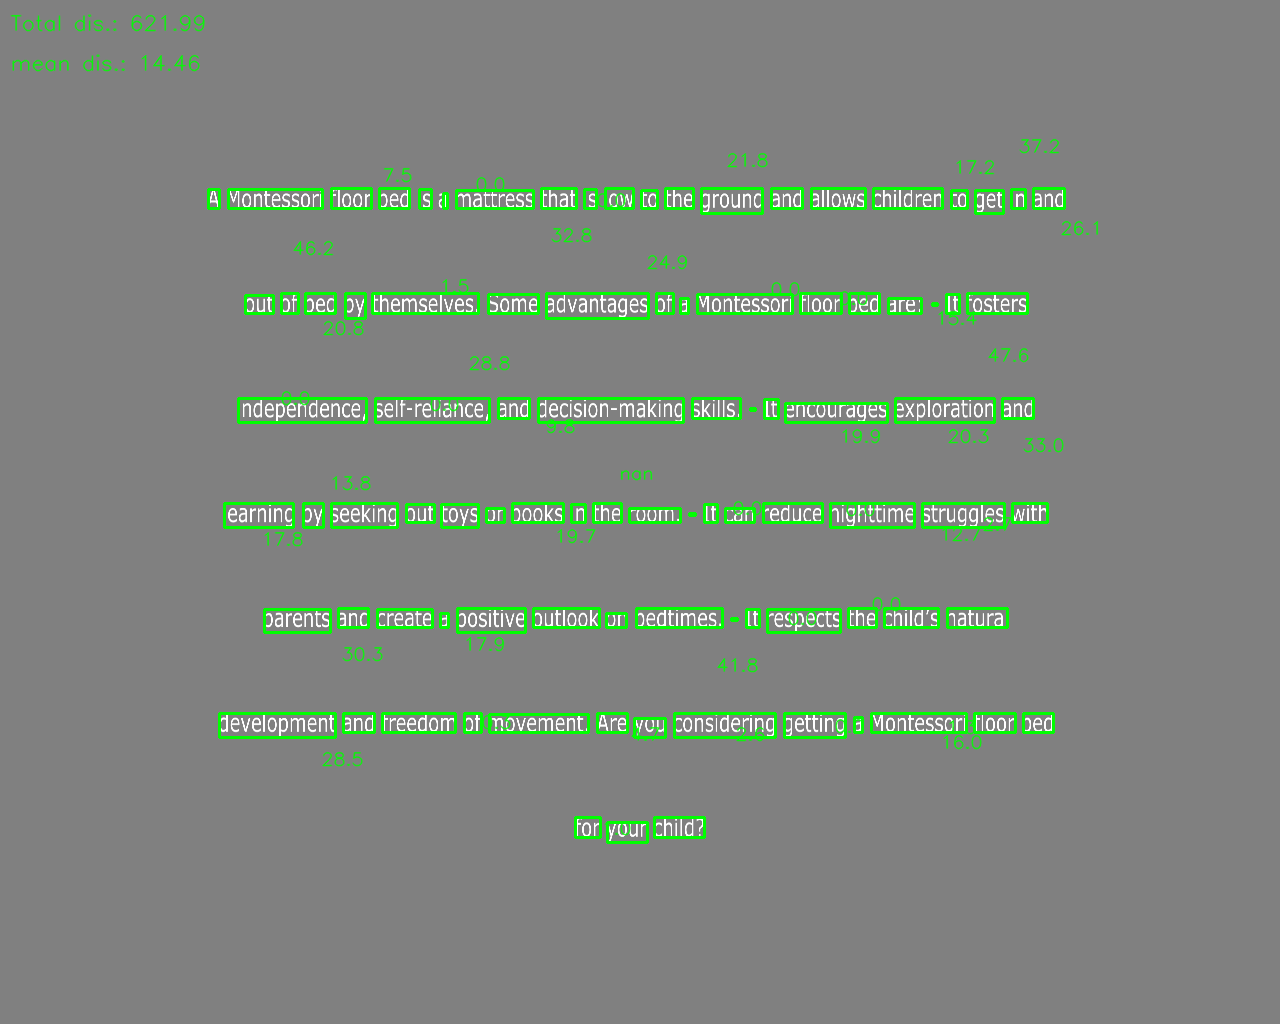 Total dis.: 621.99
mean dis.: 14.46
37.2
21.8
17.2
7.5
0.0
A Montessori floor bed is a mattress that is low to the ground and allows children to get in and
26.1
32.8
46.2
24.9
1.5
0.0
out of bed by themselves. Some advantages of a Montessori floor bed are: - It fosters
20.8
47.6
28.8
0.0
independence, self-reliance, and decision-making skills. - It encourages exploration and
9.8
19.9
20.3
33.0
nan
13.8
learning by seeking out toys or books in the room. - It can reduce nighttime struggles with
12.7
19.7
17.8
0.0
parents and create a positive outlook on bedtimes. - It respects the child's natural
17.9
30.3
41.8
development and freedom of movement. Are you considering getting a Montessori floor bed
16.0
28.5
for your child?